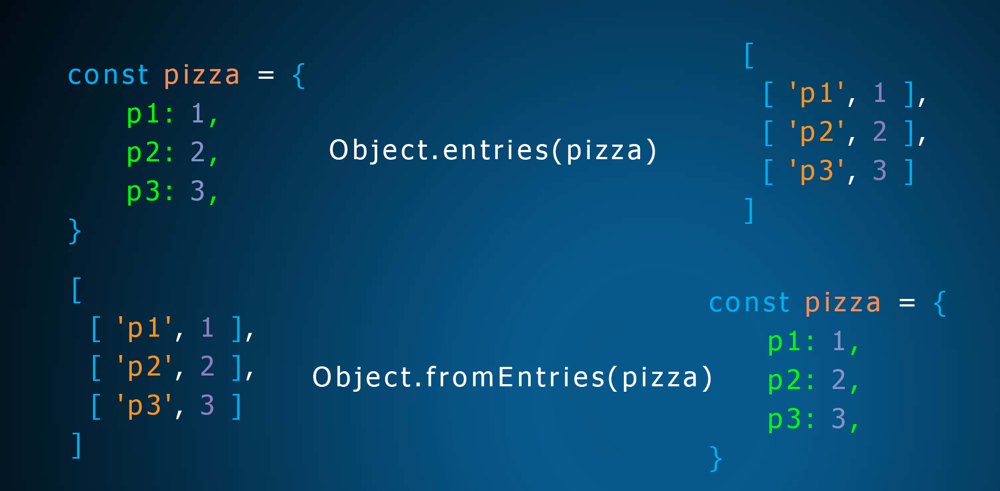 const pizza = {
p1: 1,
p2: 2,
p3: 3,
}
Object.entries(pizza)
[
[ 'p1', 1 ],
[ 'p2', 2 ],
[ 'p3', 3 ]
]
[
[ 'p1', 1 ],
[ 'p2', 2 ],
[ 'p3', 3 ]
]
Object.fromEntries(pizza)
const pizza = {
p1: 1,
p2: 2,
p3: 3,
}